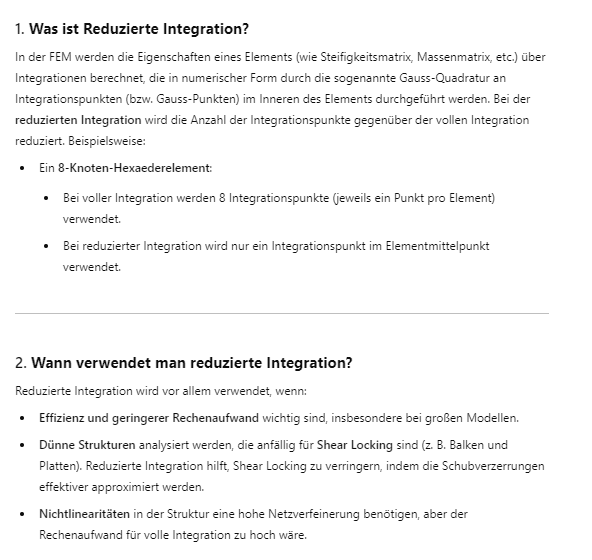 1. Was ist Reduzierte Integration?
In der FEM werden die Eigenschaften eines Elements (wie Steifigkeitsmatrix, Massenmatrix, etc.) über
Integrationen berechnet, die in numerischer Form durch die sogenannte Gauss-Quadratur an
Integrationspunkten (bzw. Gauss-Punkten) im Inneren des Elements durchgeführt werden. Bei der
reduzierten Integration wird die Anzahl der Integrationspunkte gegenüber der vollen Integration
reduziert. Beispielsweise:
• Ein 8-Knoten-Hexaederelement:
• Bei voller Integration werden 8 Integrationspunkte (jeweils ein Punkt pro Element)
verwendet.
• Bei reduzierter Integration wird nur ein Integrationspunkt im Elementmittelpunkt
verwendet.
2. Wann verwendet man reduzierte Integration?
Reduzierte Integration wird vor allem verwendet, wenn:
• Effizienz und geringerer Rechenaufwand wichtig sind, insbesondere bei großen Modellen.
• Dünne Strukturen analysiert werden, die anfällig für Shear Locking sind (z. B. Balken und
Platten). Reduzierte Integration hilft, Shear Locking zu verringern, indem die Schubverzerrungen
effektiver approximiert werden.
• Nichtlinearitäten in der Struktur eine hohe Netzverfeinerung benötigen, aber der
Rechenaufwand für volle Integration zu hoch wäre.